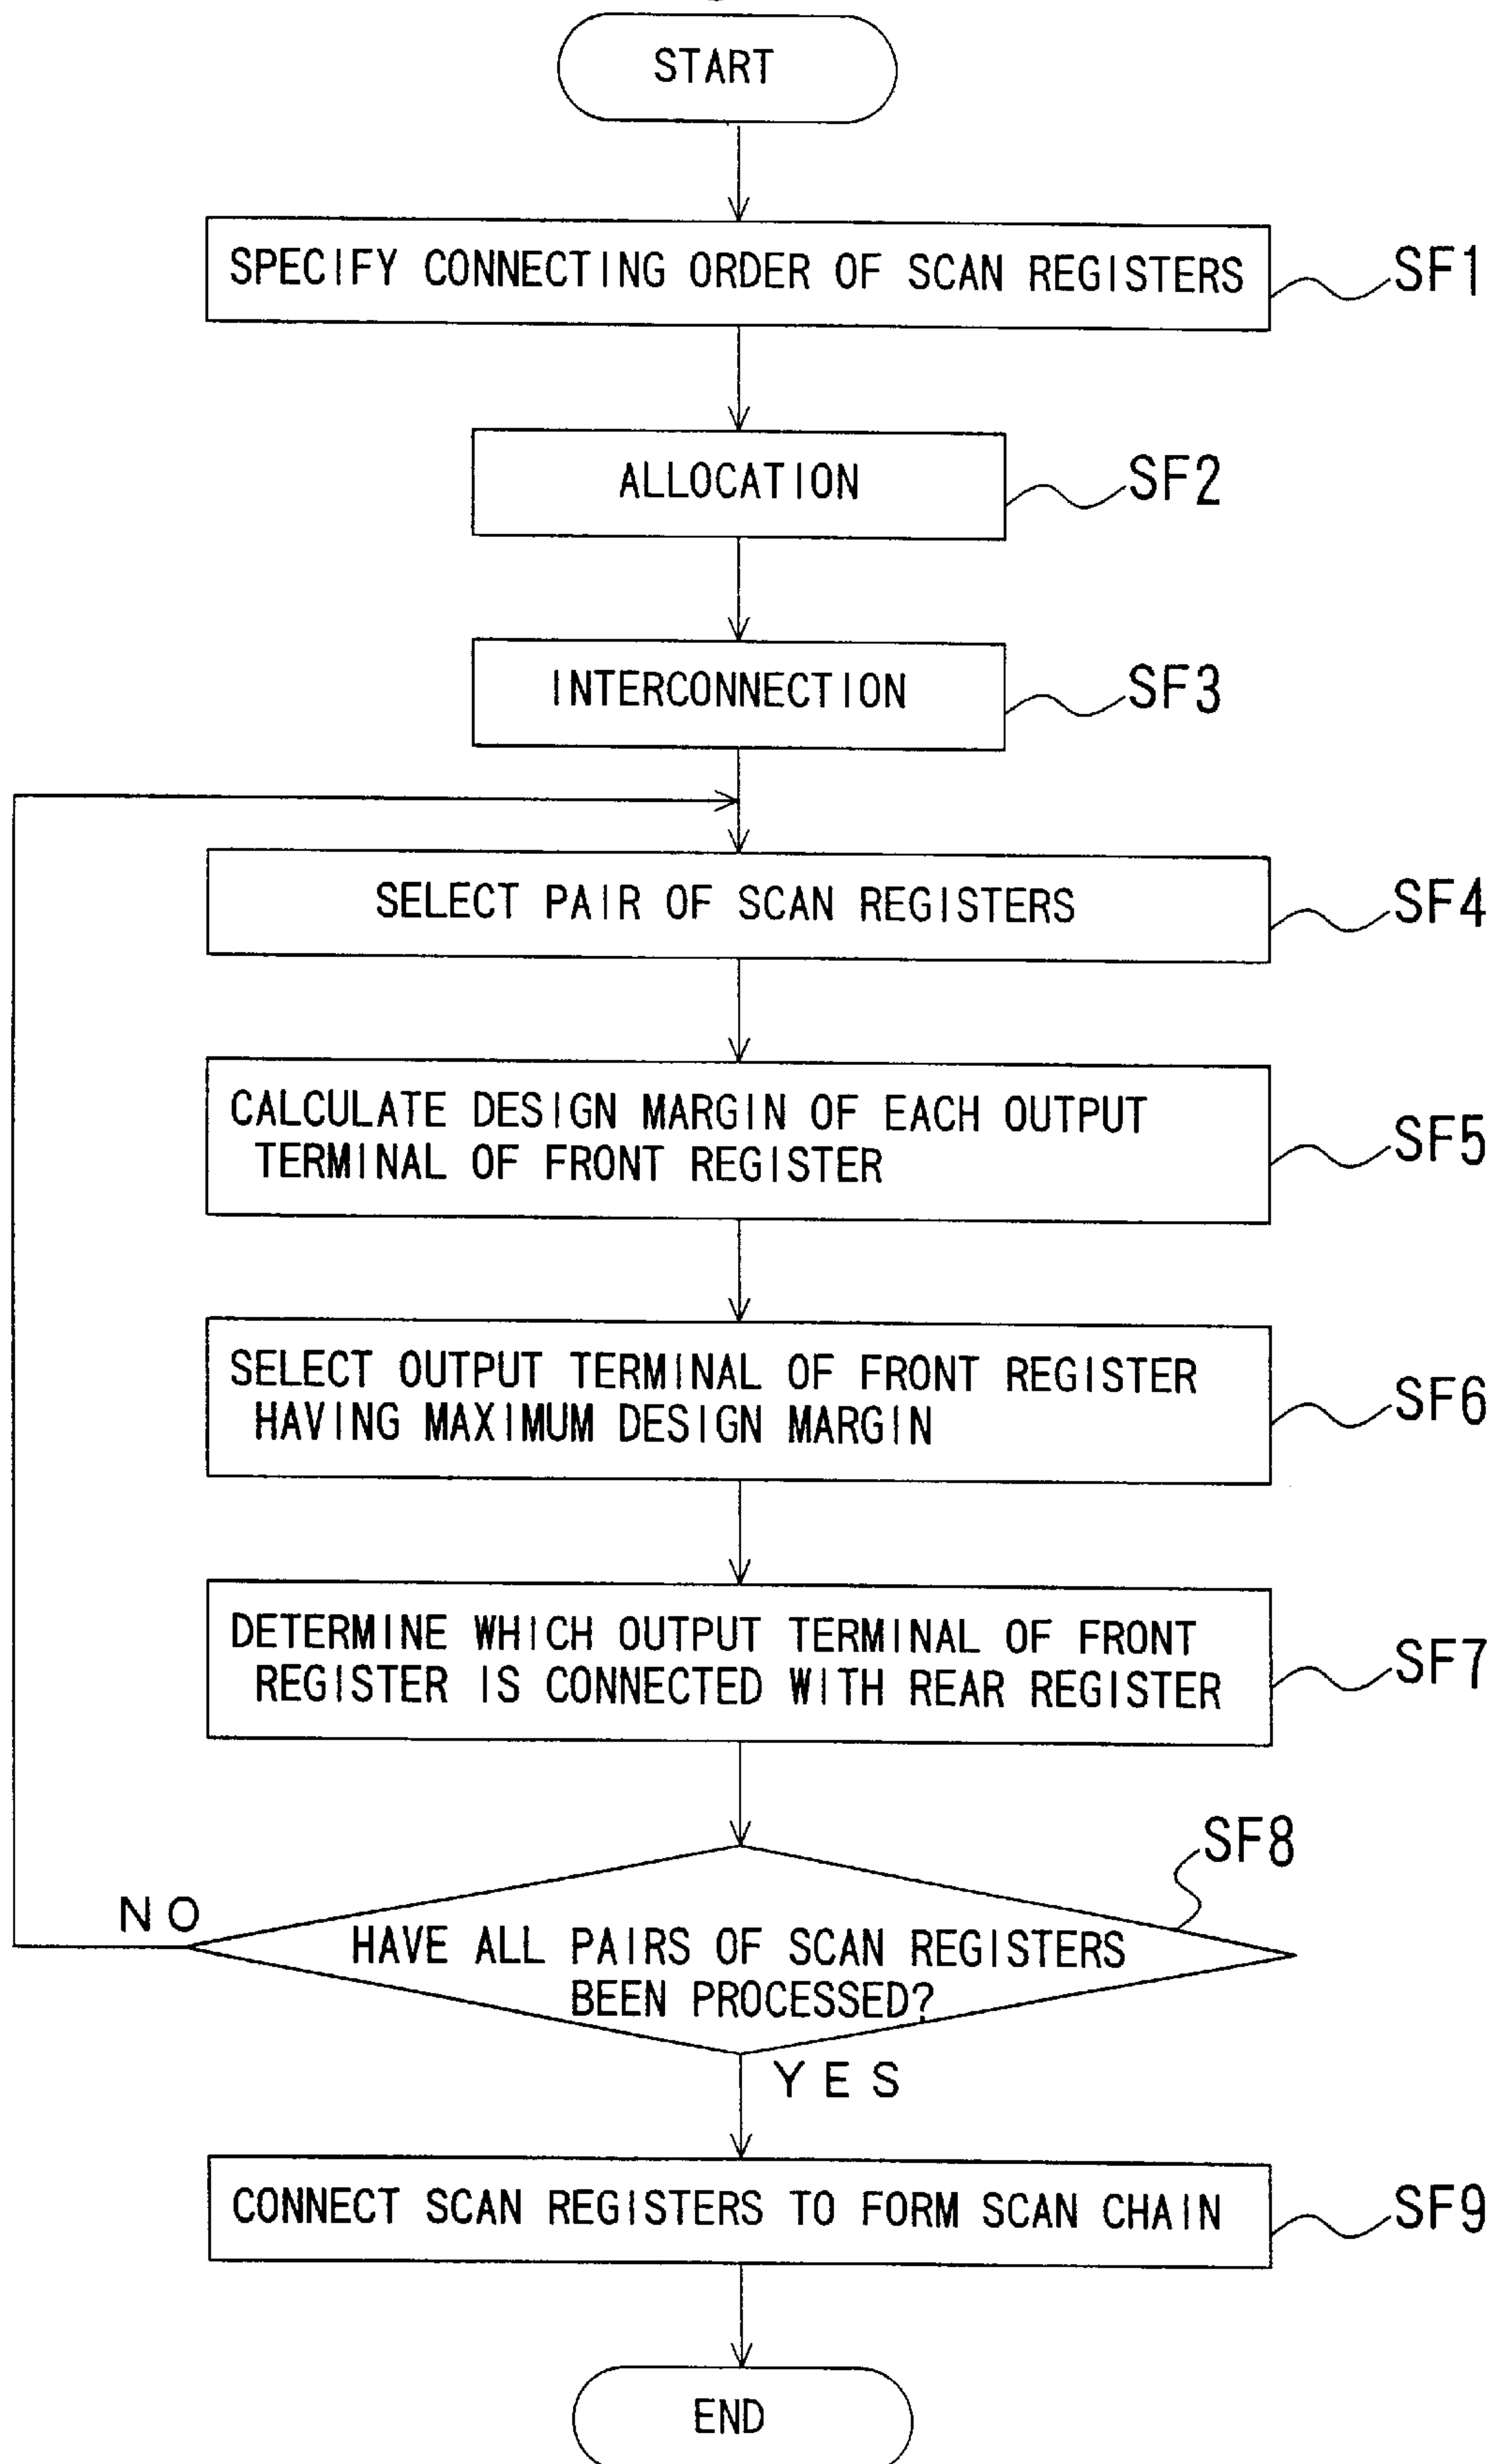 START
SPECIFY CONNECTING ORDER OF SCAN REGISTERS
SF1
ALLOCATION
SF2
INTERCONNECTION
SF3
SELECT PAIR OF SCAN REGISTERS
SF4
CALCULATE DESIGN MARGIN OF EACH OUTPUT
TERMINAL OF FRONT REGISTER
SF5
SELECT OUTPUT TERMINAL OF FRONT REGISTER
HAVING MAXIMUM DESIGN MARGIN
SF6
DETERMINE WHICH OUTPUT TERMINAL OF FRONT
REGISTER IS CONNECTED WITH REAR REGISTER
SF7
SF8
NO
HAVE ALL PAIRS OF SCAN REGISTERS
BEEN PROCESSED?
YES
CONNECT SCAN REGISTERS TO FORM SCAN CHAIN
SF9
END